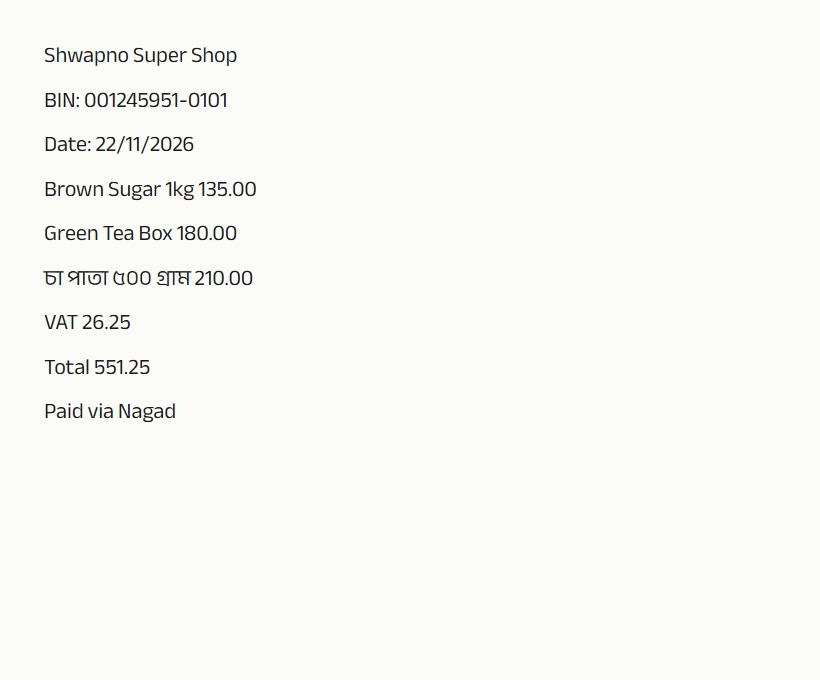 Shwapno Super Shop
BIN: 001245951-0101
Date: 22/11/2026
Brown Sugar 1kg 135.00
Green Tea Box 180.00
চা পাতা ৫০০ গ্রাম 210.00
VAT 26.25
Total 551.25
Paid via Nagad